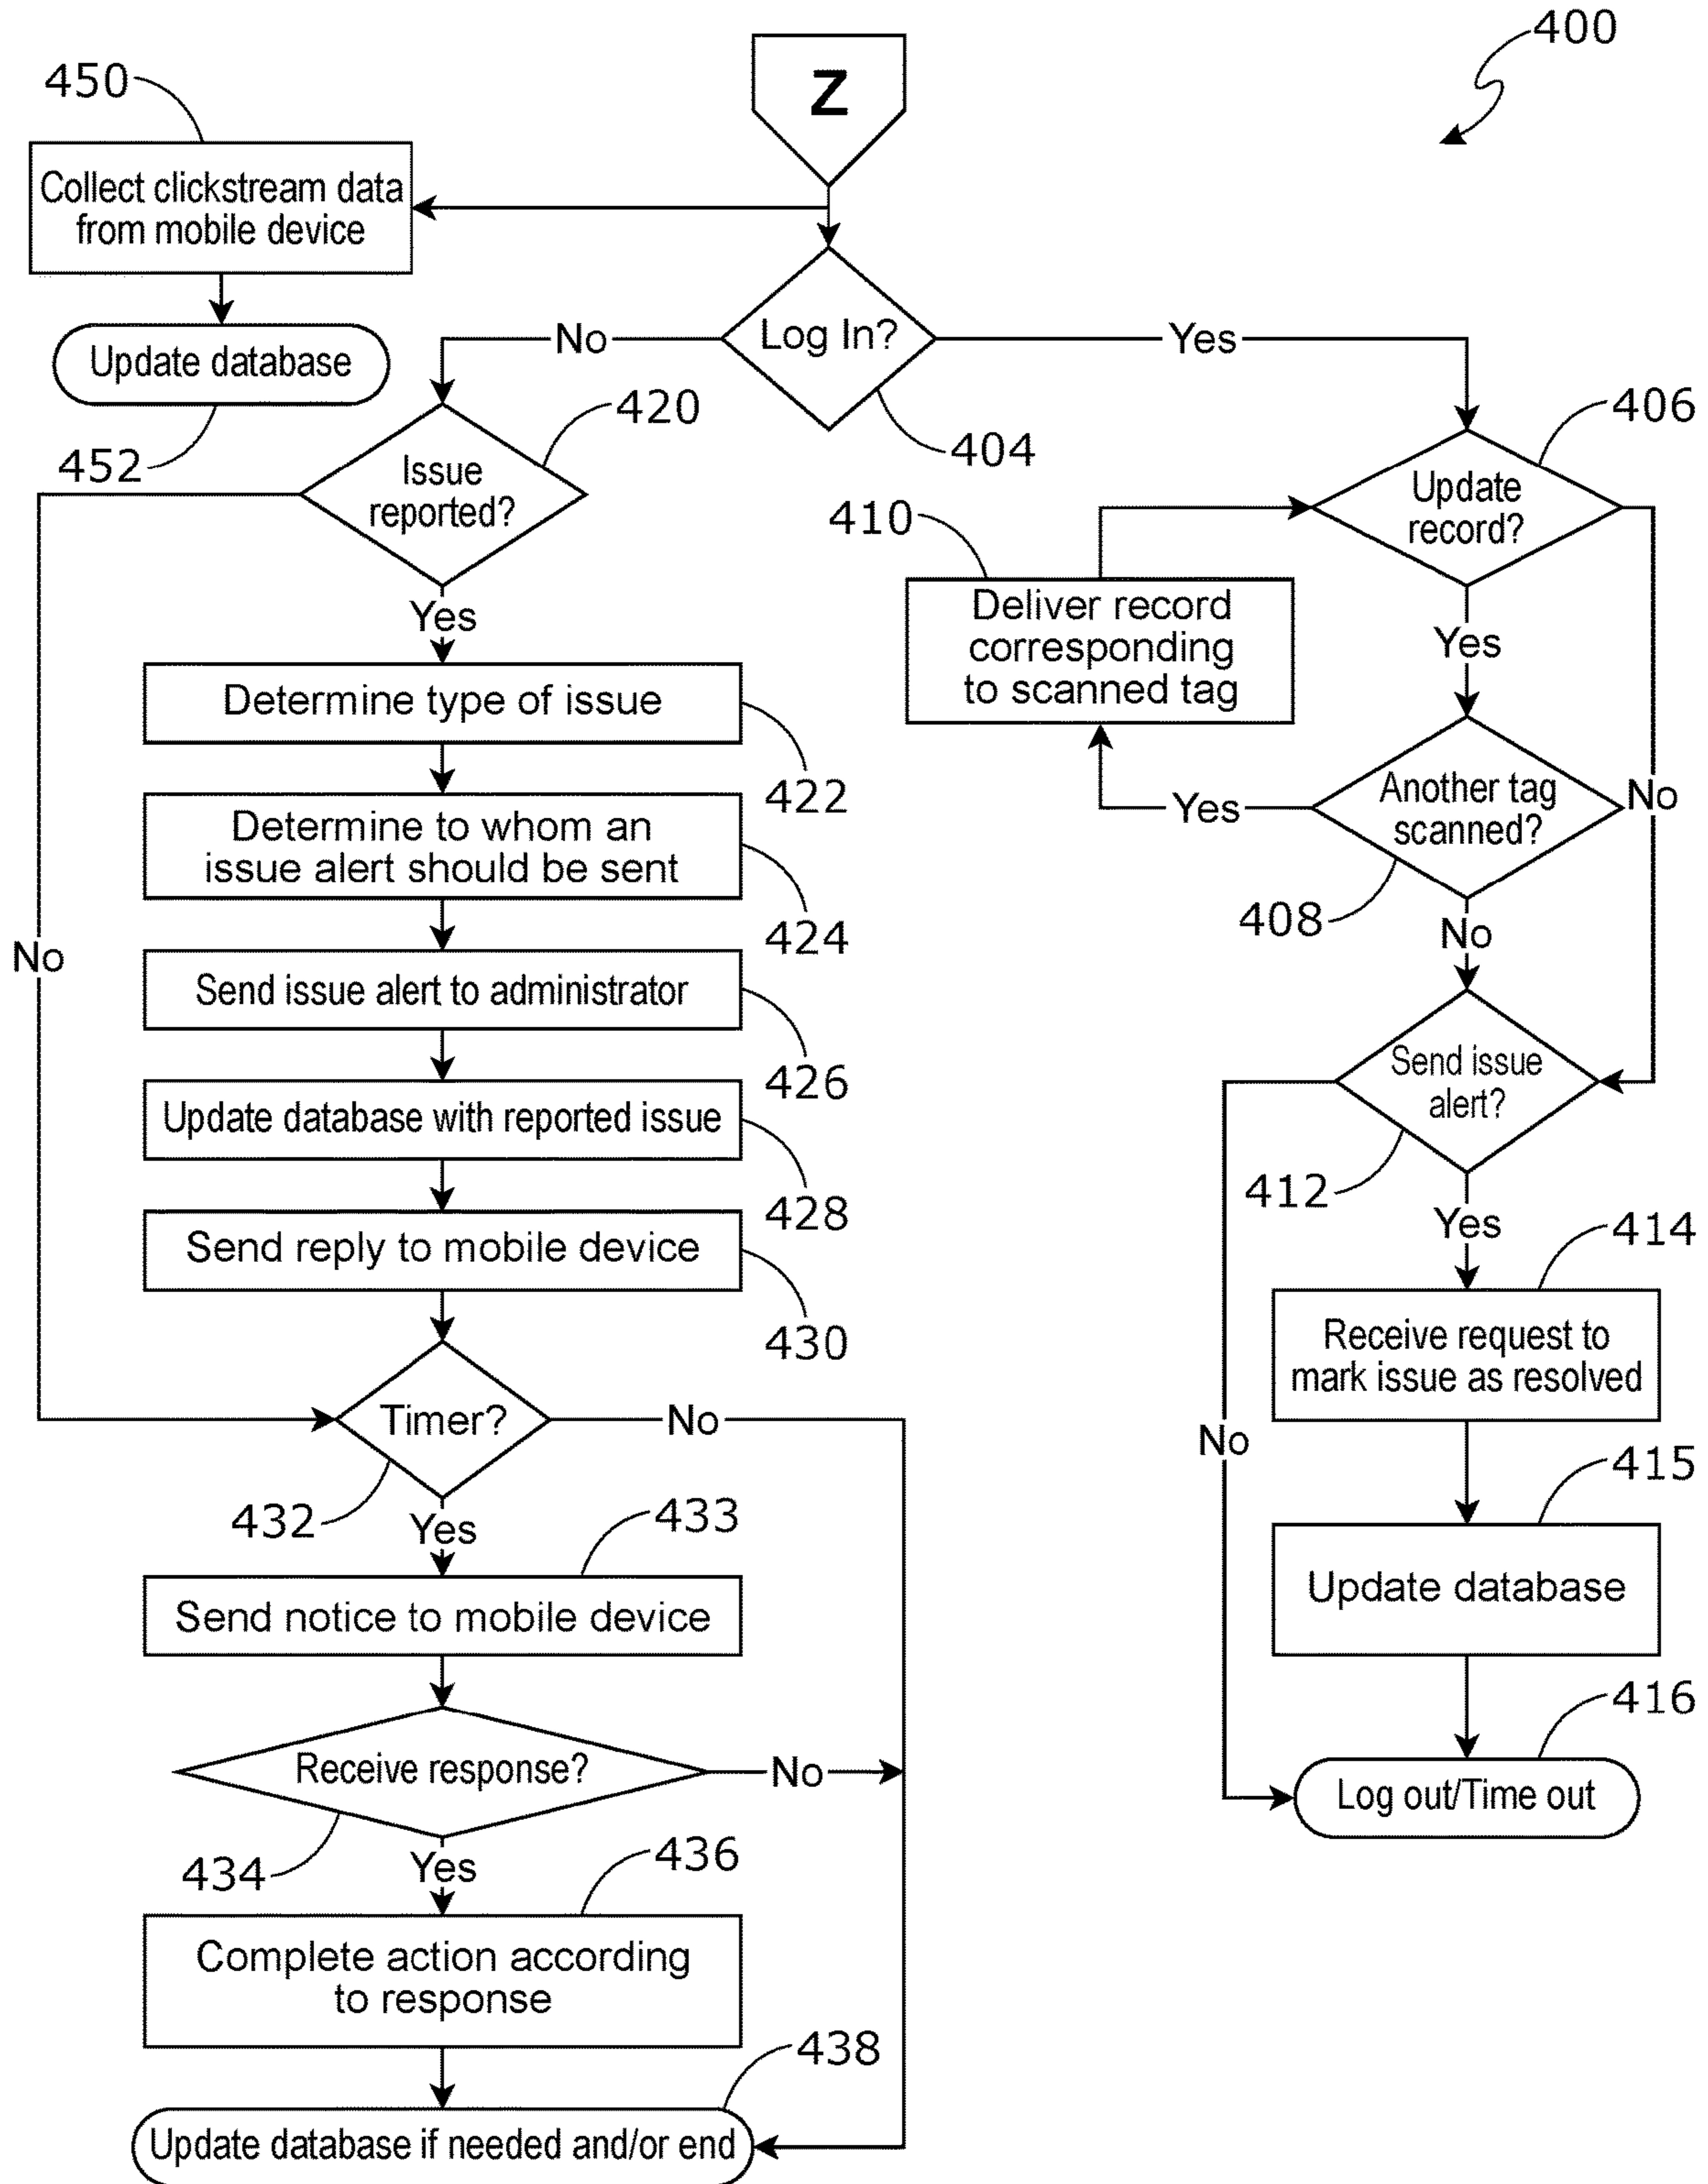 400
Z
450
Collect clickstream data
from mobile device
Update database
452
Log In?
404
No
Yes
420
Issue
reported?
No
Yes
Determine type of issue
422
Determine to whom an
issue alert should be sent
424
Send issue alert to administrator
426
Update database with reported issue
428
Send reply to mobile device
430
Timer?
432
No
Yes
433
Send notice to mobile device
Receive response?
434
No
Yes
436
Complete action according
to response
438
Update database if needed and/or end
406
Update
record?
Yes
No
410
Deliver record
corresponding
to scanned tag
Another tag
scanned?
408
Yes
No
Send issue
alert?
412
Yes
No
414
Receive request to
mark issue as resolved
415
Update database
416
Log out/Time out